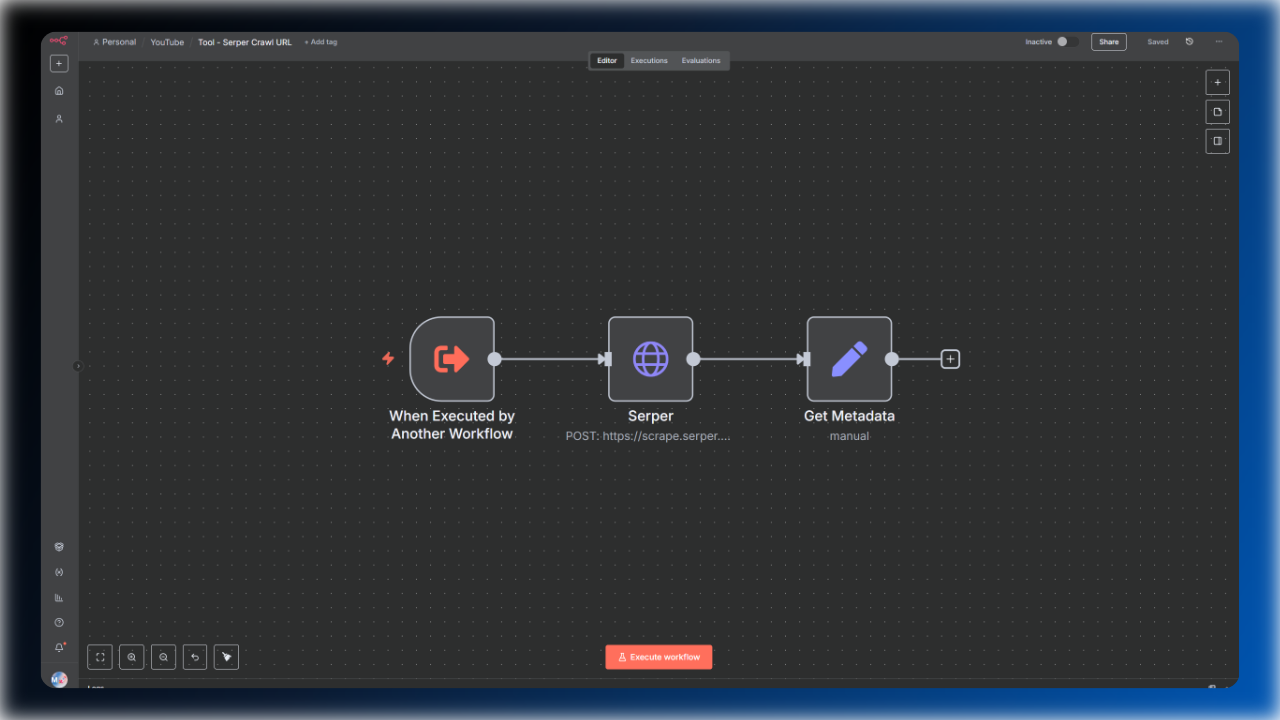 Personal / YouTube / Tool - Serper Crawl URL + Add tag
Inactive Share Saved
Editor Executions Evaluations
When Executed by
Another Workflow
Serper
POST: https://scrape.serper....
Get Metadata
manual
Execute workflow